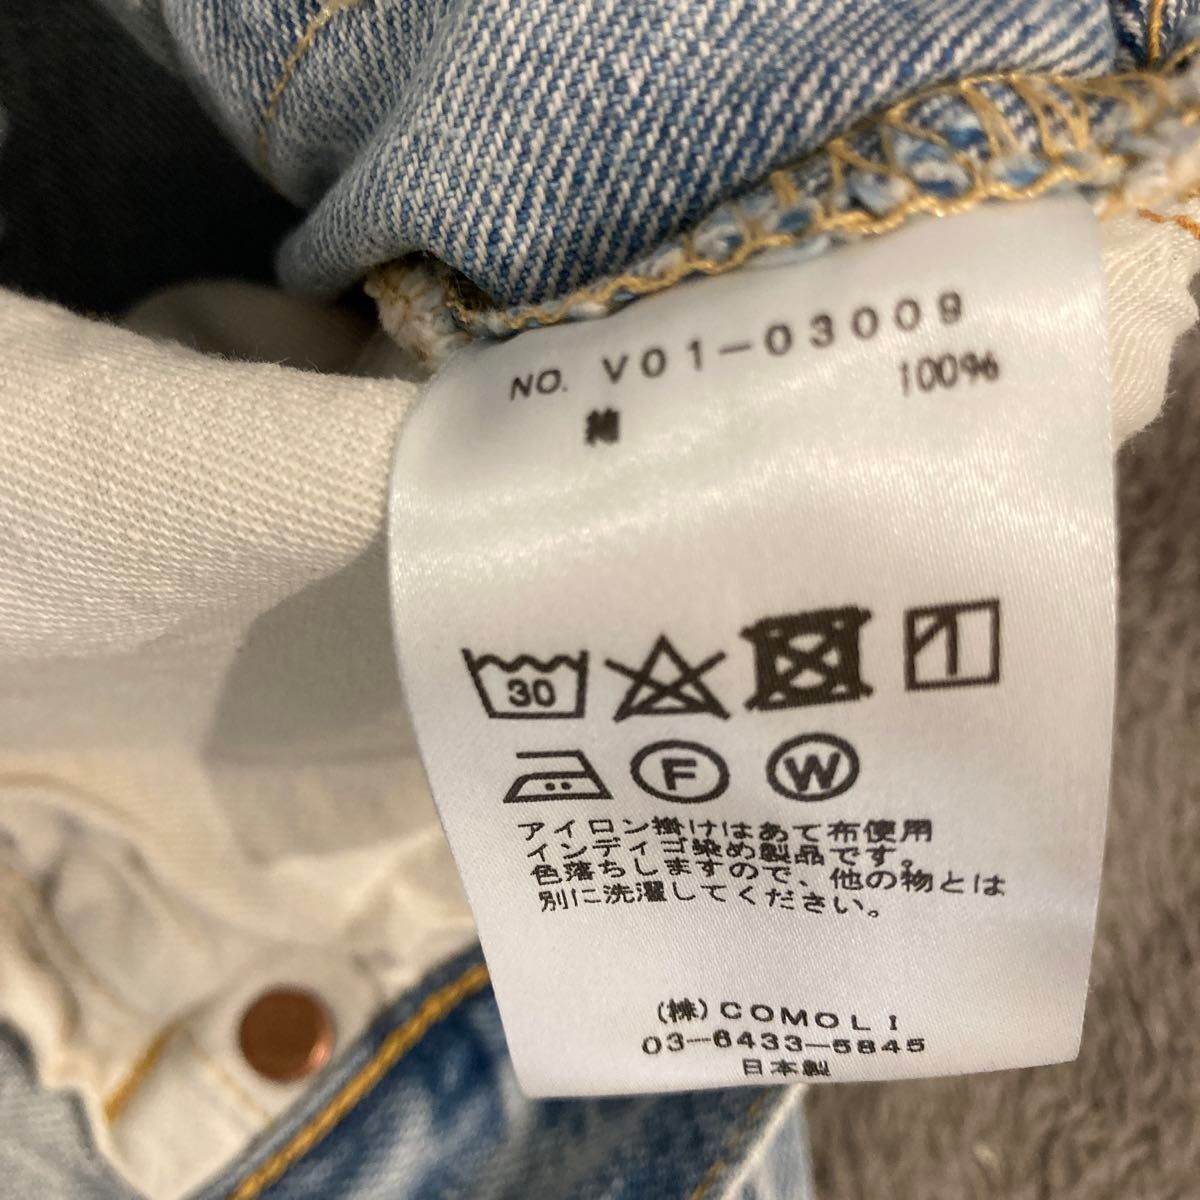 NO. V01-03009
綿 100%
30
F W
アイロン掛けはあて布使用
インディゴ染め製品です。
色落ちしますので、他の物とは
別に洗濯してください。
(株)COMOLI
03-6433-5845
日本製